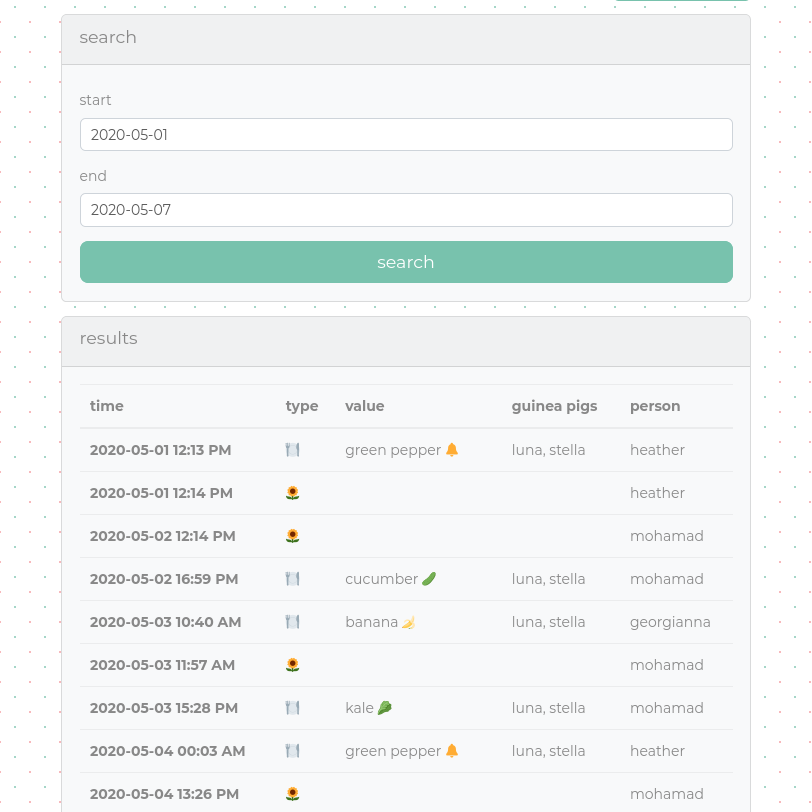 search
start
2020-05-01
end
2020-05-07
search
results
time type value guinea pigs person
2020-05-01 12:13 PM green pepper luna, stella heather
2020-05-01 12:14 PM heather
2020-05-02 12:14 PM mohamad
2020-05-02 16:59 PM cucumber luna, stella mohamad
2020-05-03 10:40 AM banana luna, stella georgianna
2020-05-03 11:57 AM mohamad
2020-05-03 15:28 PM kale luna, stella mohamad
2020-05-04 00:03 AM green pepper luna, stella heather
2020-05-04 13:26 PM mohamad